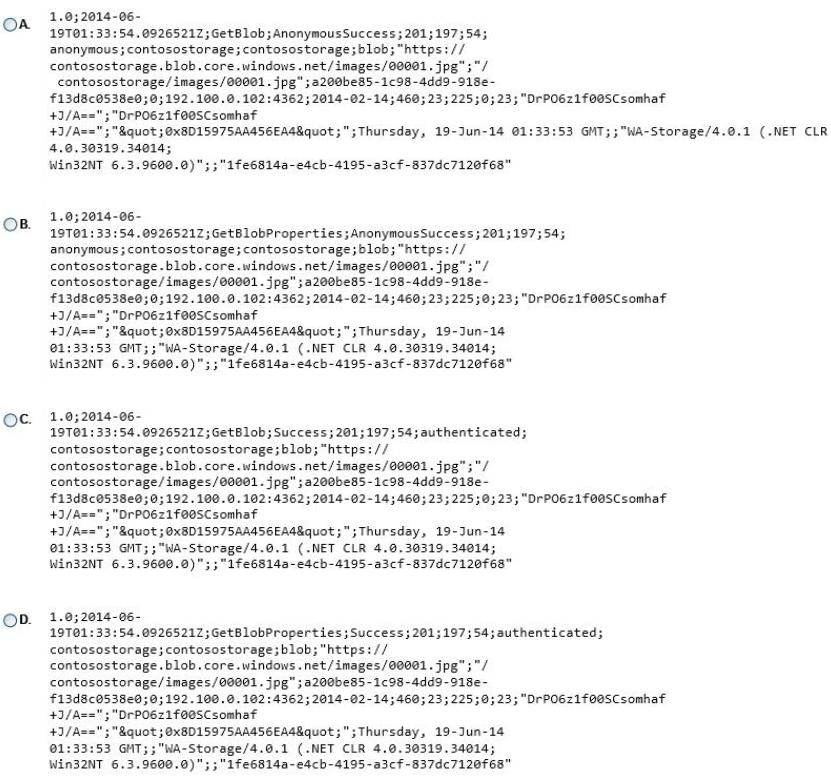 A. 1.0;2014-06-
19T01:33:54.0926521Z;GetBlob;AnonymousSuccess;201;197;54;
anonymous;contosostorage;contosostorage;blob;"https://
contosostorage.blob.core.windows.net/images/00001.jpg";"/
contosostorage/images/00001.jpg";a200be85-1c98-4dd9-918e-
f13d8c0538e0;0;192.100.0.102:4362;2014-02-14;460;23;225;0;23;"DrPO6z1f00SCsomhaf
+J/A==";"DrPO6z1f00SCsomhaf
+J/A==";"&quot;0x8D15975AA456EA4&quot;";Thursday, 19-Jun-14 01:33:53 GMT;;"WA-Storage/4.0.1 (.NET CLR
4.0.30319.34014;
Win32NT 6.3.9600.0)";;"1fe6814a-e4cb-4195-a3cf-837dc7120f68"
B. 1.0;2014-06-
19T01:33:54.0926521Z;GetBlobProperties;AnonymousSuccess;201;197;54;
anonymous;contosostorage;contosostorage;blob;"https://
contosostorage.blob.core.windows.net/images/00001.jpg";"/
contosostorage/images/00001.jpg";a200be85-1c98-4dd9-918e-
f13d8c0538e0;0;192.100.0.102:4362;2014-02-14;460;23;225;0;23;"DrPO6z1f00SCsomhaf
+J/A==";"DrPO6z1f00SCsomhaf
+J/A==";"&quot;0x8D15975AA456EA4&quot;";Thursday, 19-Jun-14
01:33:53 GMT;;"WA-Storage/4.0.1 (.NET CLR 4.0.30319.34014;
Win32NT 6.3.9600.0)";;"1fe6814a-e4cb-4195-a3cf-837dc7120f68"
C. 1.0;2014-06-
19T01:33:54.0926521Z;GetBlob;Success;201;197;54;authenticated;
contosostorage;contosostorage;blob;"https://
contosostorage.blob.core.windows.net/images/00001.jpg";"/
contosostorage/images/00001.jpg";a200be85-1c98-4dd9-918e-
f13d8c0538e0;0;192.100.0.102:4362;2014-02-14;460;23;225;0;23;"DrPO6z1f00SCsomhaf
+J/A==";"DrPO6z1f00SCsomhaf
+J/A==";"&quot;0x8D15975AA456EA4&quot;";Thursday, 19-Jun-14
01:33:53 GMT;;"WA-Storage/4.0.1 (.NET CLR 4.0.30319.34014;
Win32NT 6.3.9600.0)";;"1fe6814a-e4cb-4195-a3cf-837dc7120f68"
D. 1.0;2014-06-
19T01:33:54.0926521Z;GetBlobProperties;Success;201;197;54;authenticated;
contosostorage;contosostorage;blob;"https://
contosostorage.blob.core.windows.net/images/00001.jpg";"/
contosostorage/images/00001.jpg";a200be85-1c98-4dd9-918e-
f13d8c0538e0;0;192.100.0.102:4362;2014-02-14;460;23;225;0;23;"DrPO6z1f00SCsomhaf
+J/A==";"DrPO6z1f00SCsomhaf
+J/A==";"&quot;0x8D15975AA456EA4&quot;";Thursday, 19-Jun-14
01:33:53 GMT;;"WA-Storage/4.0.1 (.NET CLR 4.0.30319.34014;
Win32NT 6.3.9600.0)";;"1fe6814a-e4cb-4195-a3cf-837dc7120f68"